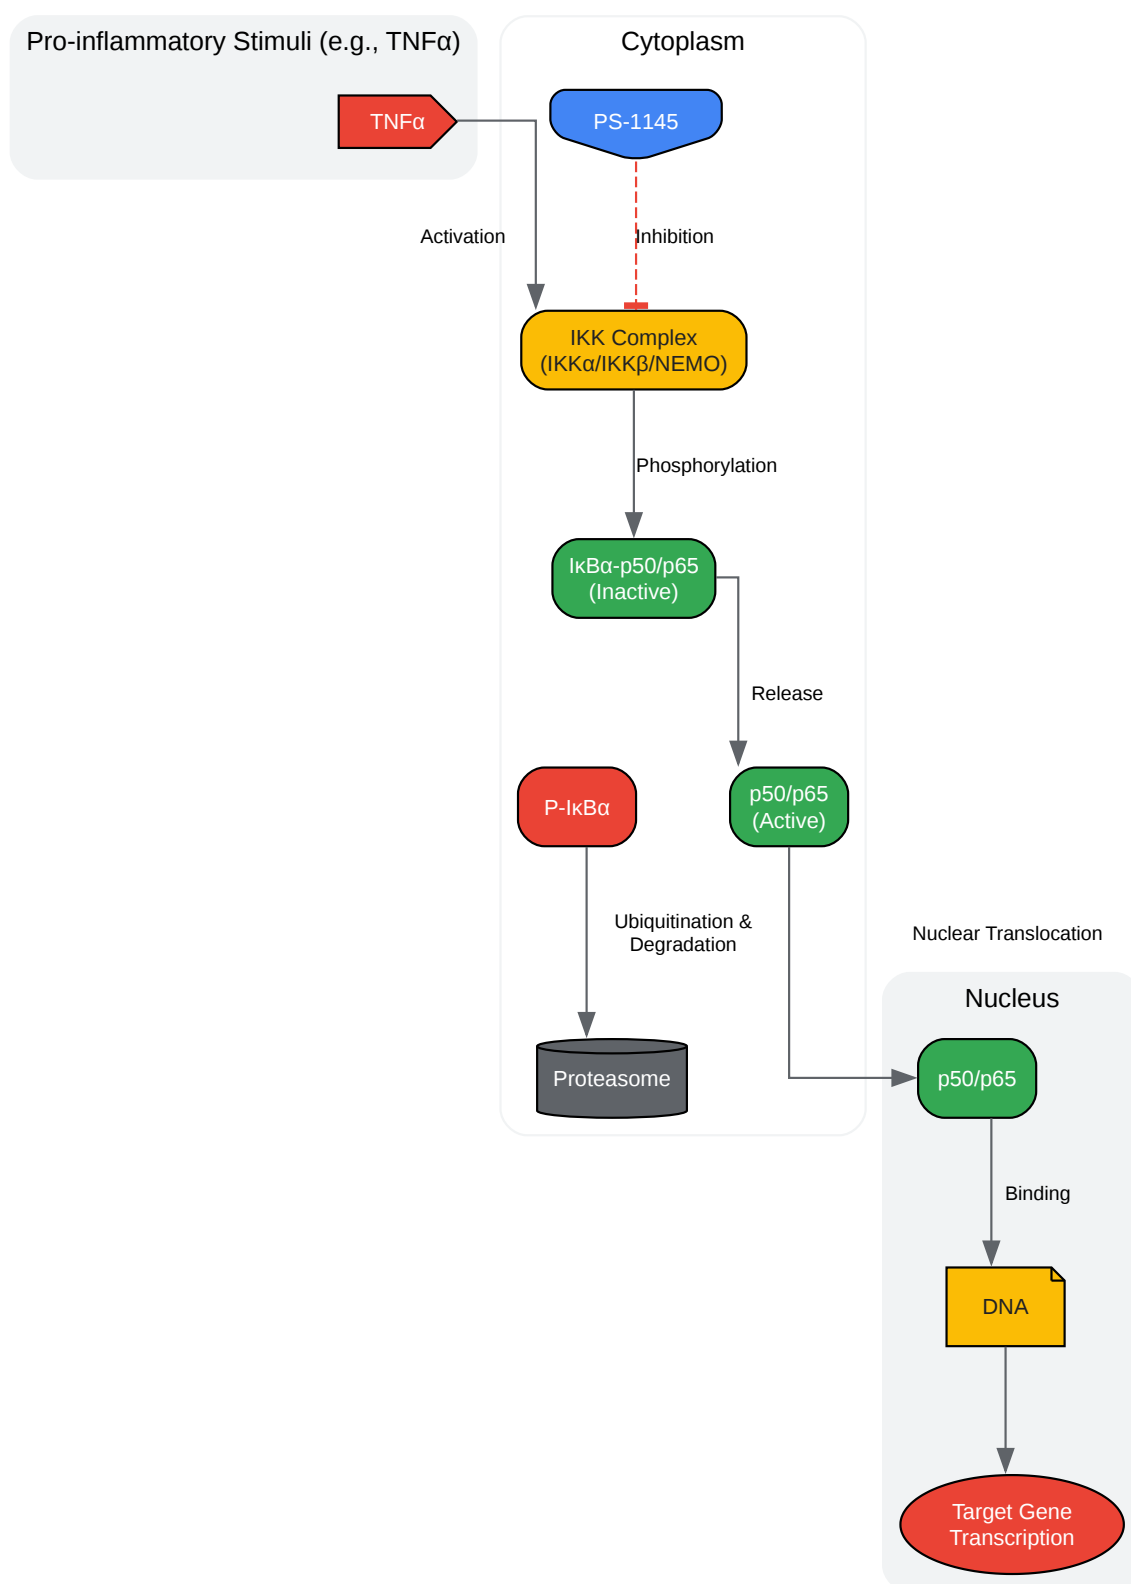 Pro-inflammatory Stimuli (e.g., TNFα)
Cytoplasm
TNFα
PS-1145
Activation
Inhibition
IKK Complex
(IKKα/IKKβ/NEMO)
Phosphorylation
IκBα-p50/p65
(Inactive)
Release
P-IκBα
p50/p65
(Active)
Ubiquitination &
Degradation
Nuclear Translocation
Nucleus
Proteasome
p50/p65
Binding
DNA
Target Gene
Transcription